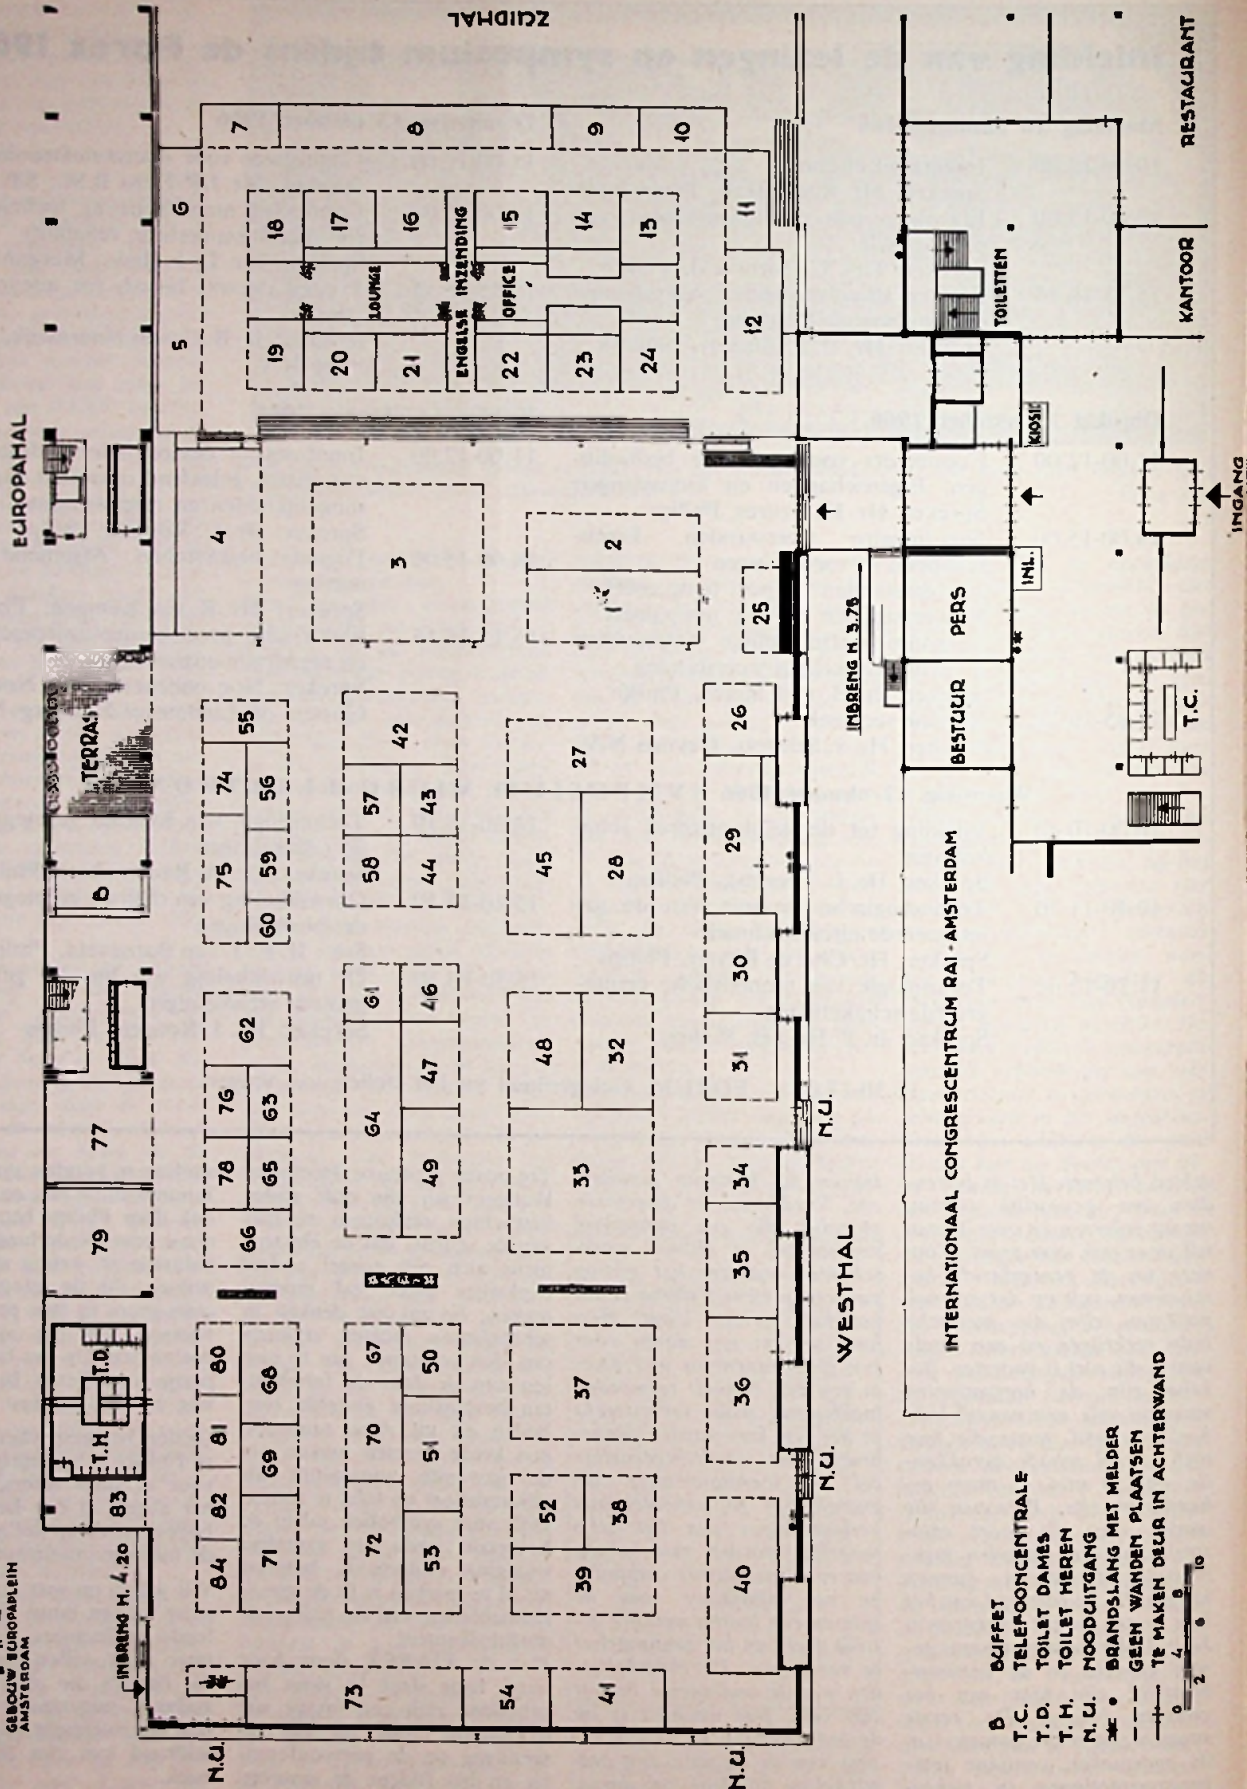 GEBOUW EUROPAPLEIN
AMSTERDAM
EUROPAHAL
ZUIDHAL
INBRENG H. 4.20
83
T.H. T.D.
79
77
B
TERRAS
4
5
6
7
8
9
10
11
12
13
14
15
16
17
18
19
20
21
22
23
24
LOUNGE
ENGELSE INZENDING
OFFICE
3
2
25
84 82 81 80
71 69 68
66 78 76 62
65 63
60 75 74 55
59 56
72 70 67
53 51 50
64 61
49 47 46
58 57 42
44 43
39 52 37
38
33 48
32
45 27
28
N.U.
73
54
41
N.U.
40
N.U.
36
35
34
N.U.
31
30
29
26
WESTHAL
INBRENG H 3.76
BESTUUR
PERS
INL.
KIOSK
TOILETTEN
KANTOOR
RESTAURANT
T.C.
INGANG
INTERNATIONAAL CONGRESCENTRUM RAI - AMSTERDAM
B BUFFET
T.C. TELEFOONCENTRALE
T.D. TOILET DAMES
T.H. TOILET HEREN
N.U. NOODUITGANG
BRANDSLANG MET MELDER
GEEN WANDEN PLAATSEN
TE MAKEN DEUR IN ACHTERWAND
0 2 4 6 8 10